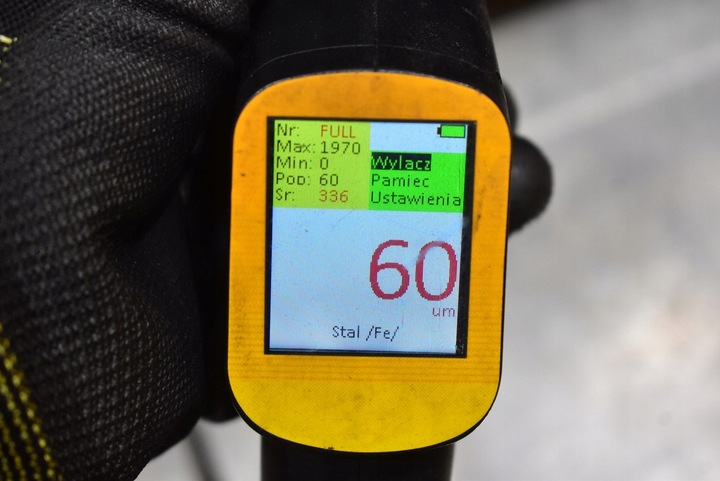 Nr: FULL
Max: 1970
Min: 0
Pop: 60
Sr: 336
Wylacz
Pamiec
Ustawienia
60
um
Stal /Fe/